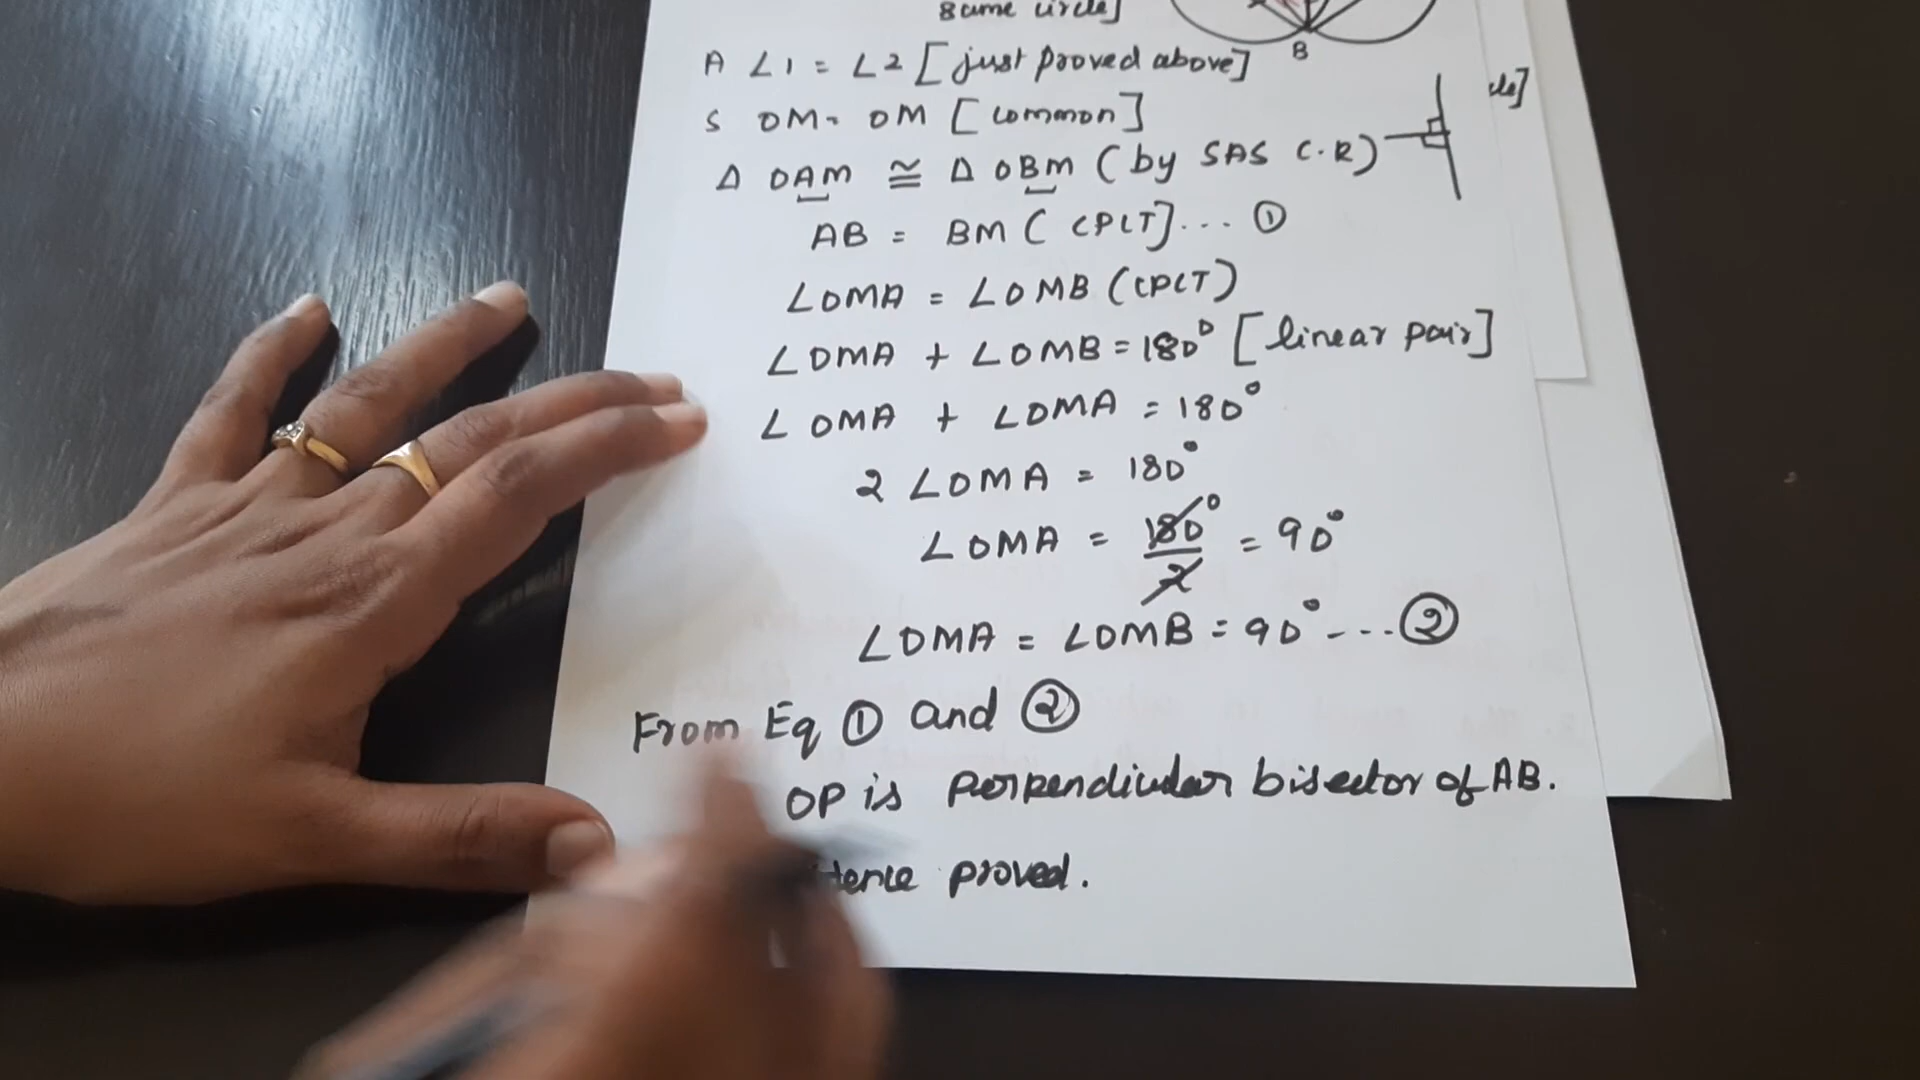 same circle]
B
A ∠1 = ∠2 [just proved above]
cle]
S OM = OM [common]
△ OAM ≅ △ OBM (by SAS C.R)
AB = BM ( CPCT] ... ①
∠OMA = ∠OMB (CPCT)
∠OMA + ∠OMB = 180° [linear pair]
∠OMA + ∠OMA = 180°
2 ∠OMA = 180°
∠OMA = 180°/2 = 90°
∠OMA = ∠OMB = 90° --- ②
From Eq ① and ②
OP is perpendicular bisector of AB.
Hence proved.